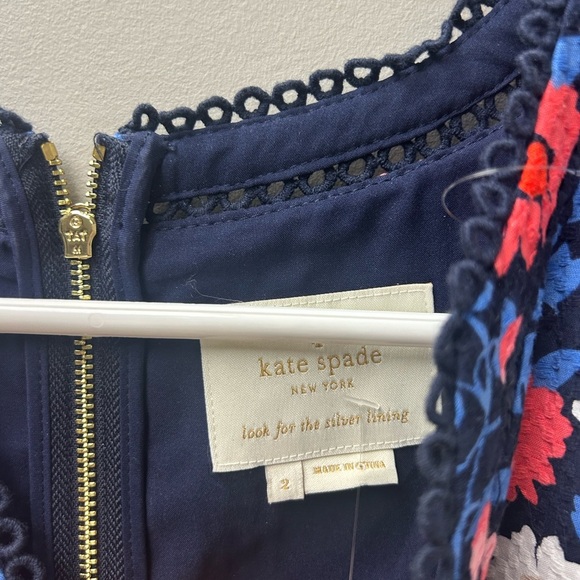 kate spade
NEW YORK
look for the silver lining
2
MADE IN CHINA